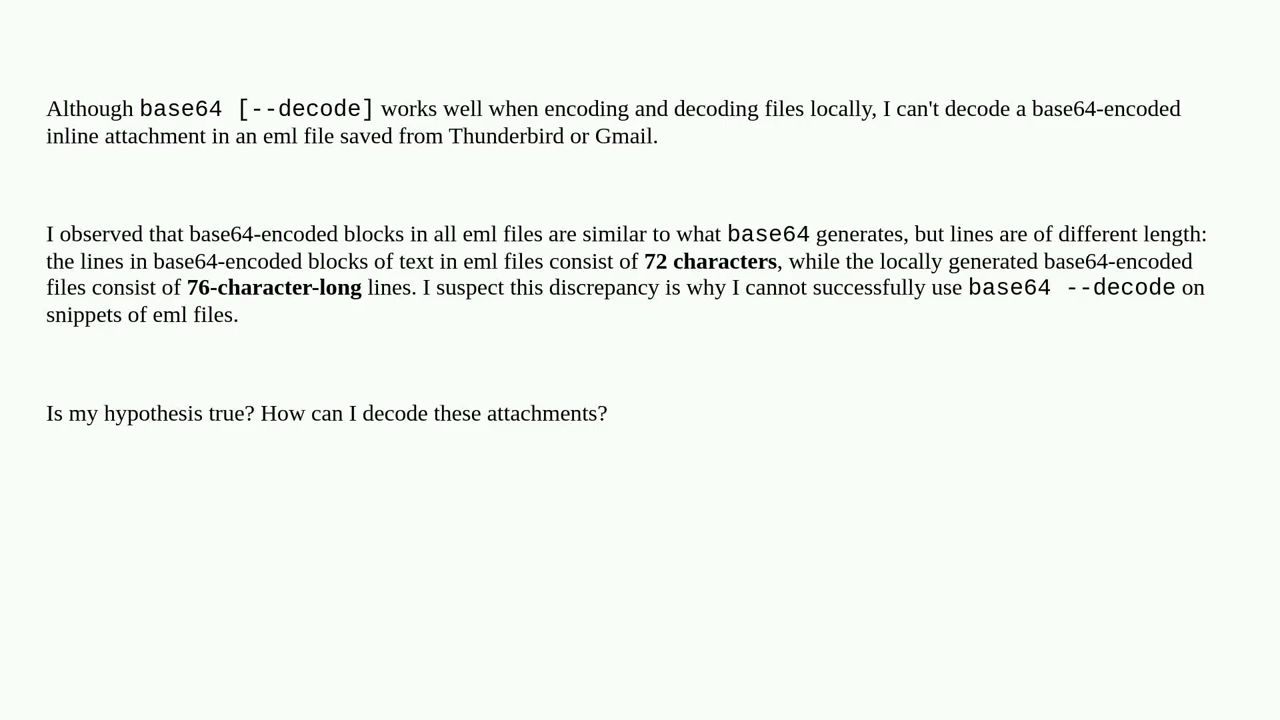 Although base64 [--decode] works well when encoding and decoding files locally, I can't decode a base64-encoded
inline attachment in an eml file saved from Thunderbird or Gmail.
I observed that base64-encoded blocks in all eml files are similar to what base64 generates, but lines are of different length:
the lines in base64-encoded blocks of text in eml files consist of 72 characters, while the locally generated base64-encoded
files consist of 76-character-long lines. I suspect this discrepancy is why I cannot successfully use base64 --decode on
snippets of eml files.
Is my hypothesis true? How can I decode these attachments?